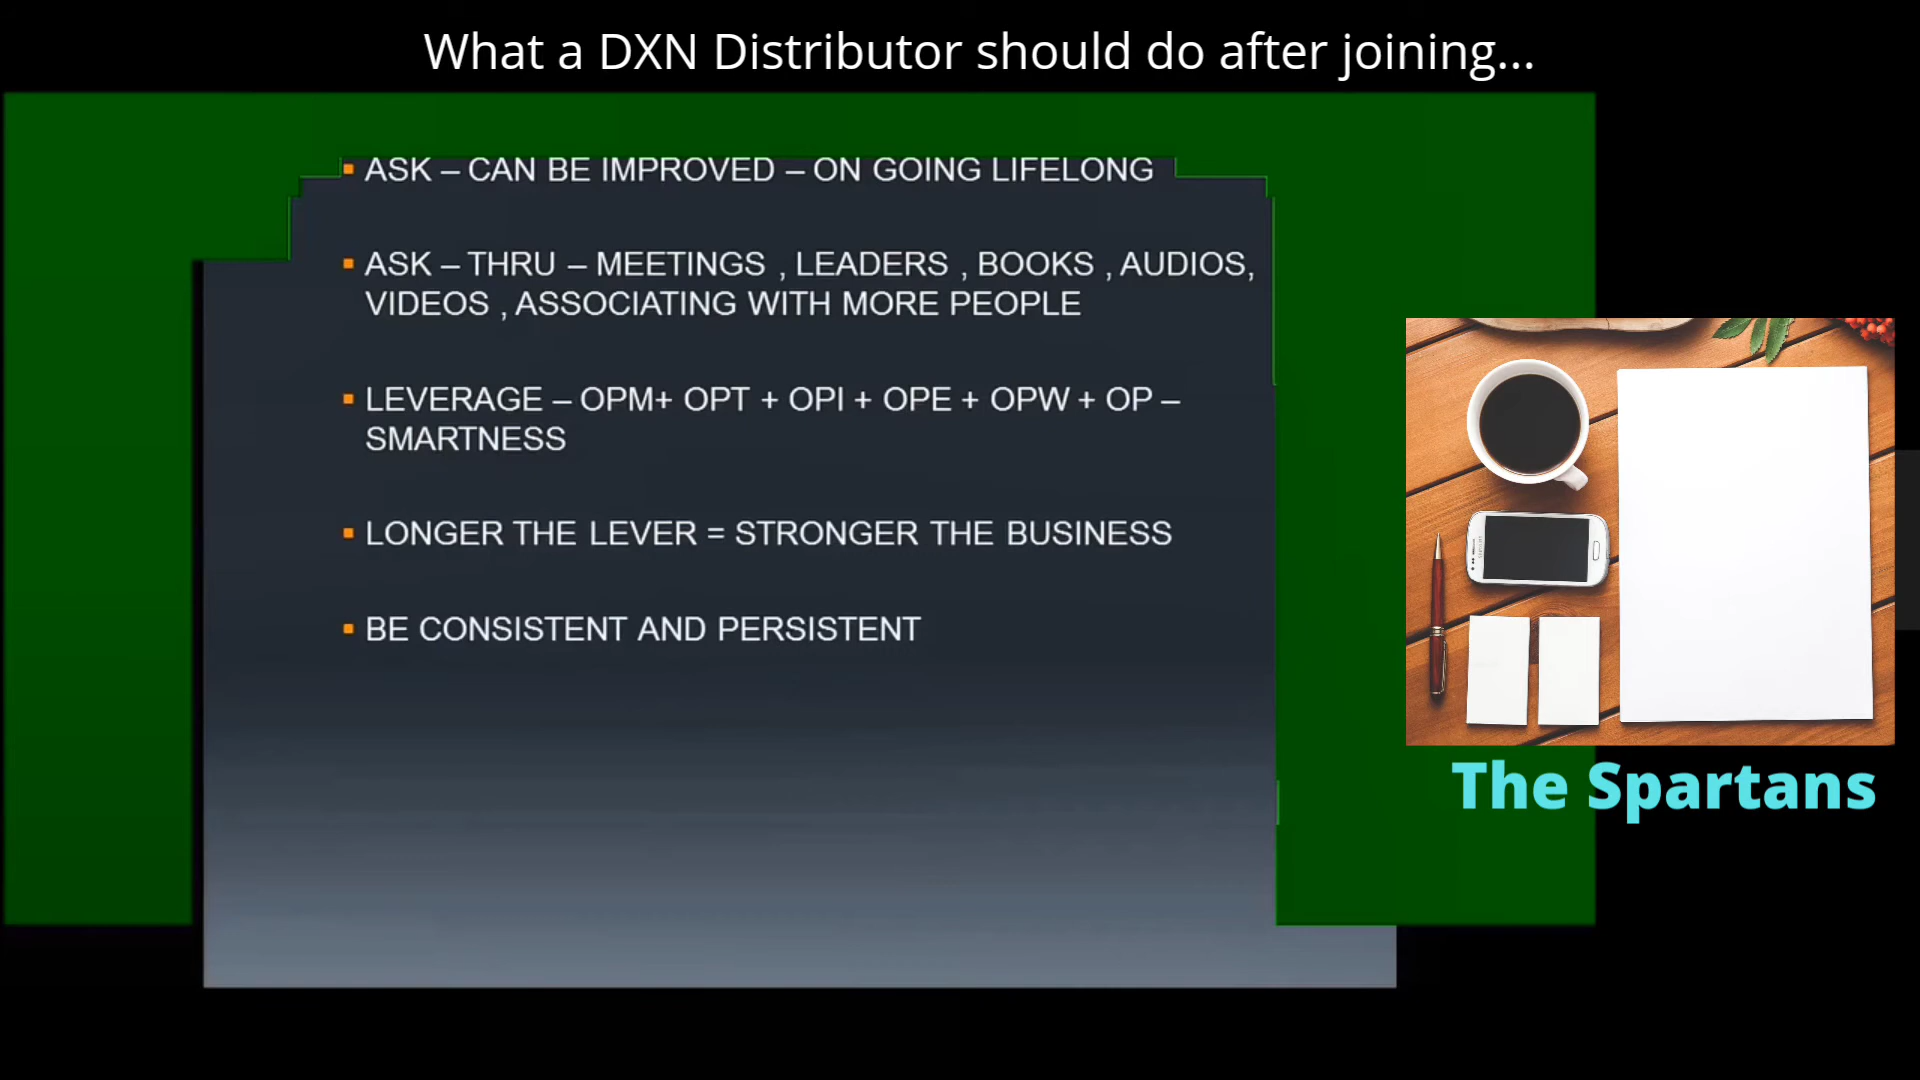 What a DXN Distributor should do after joining...
ASK – CAN BE IMPROVED – ON GOING LIFELONG
ASK – THRU – MEETINGS , LEADERS , BOOKS , AUDIOS,
VIDEOS , ASSOCIATING WITH MORE PEOPLE
LEVERAGE – OPM+ OPT + OPI + OPE + OPW + OP –
SMARTNESS
LONGER THE LEVER = STRONGER THE BUSINESS
BE CONSISTENT AND PERSISTENT
The Spartans